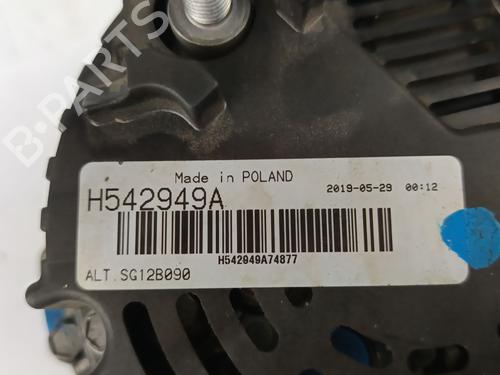 B-PARTS
Made in POLAND
2019-05-29 00:12
H542949A
H542949A74877
ALT.SG12B090